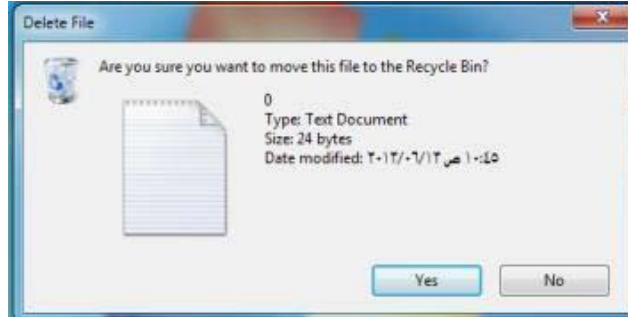 Delete File
Are you sure you want to move this file to the Recycle Bin?
0
Type: Text Document
Size: 24 bytes
Date modified: ٢٠١٣/٠٦/١٣ ص ١٠:٤٥
Yes
No